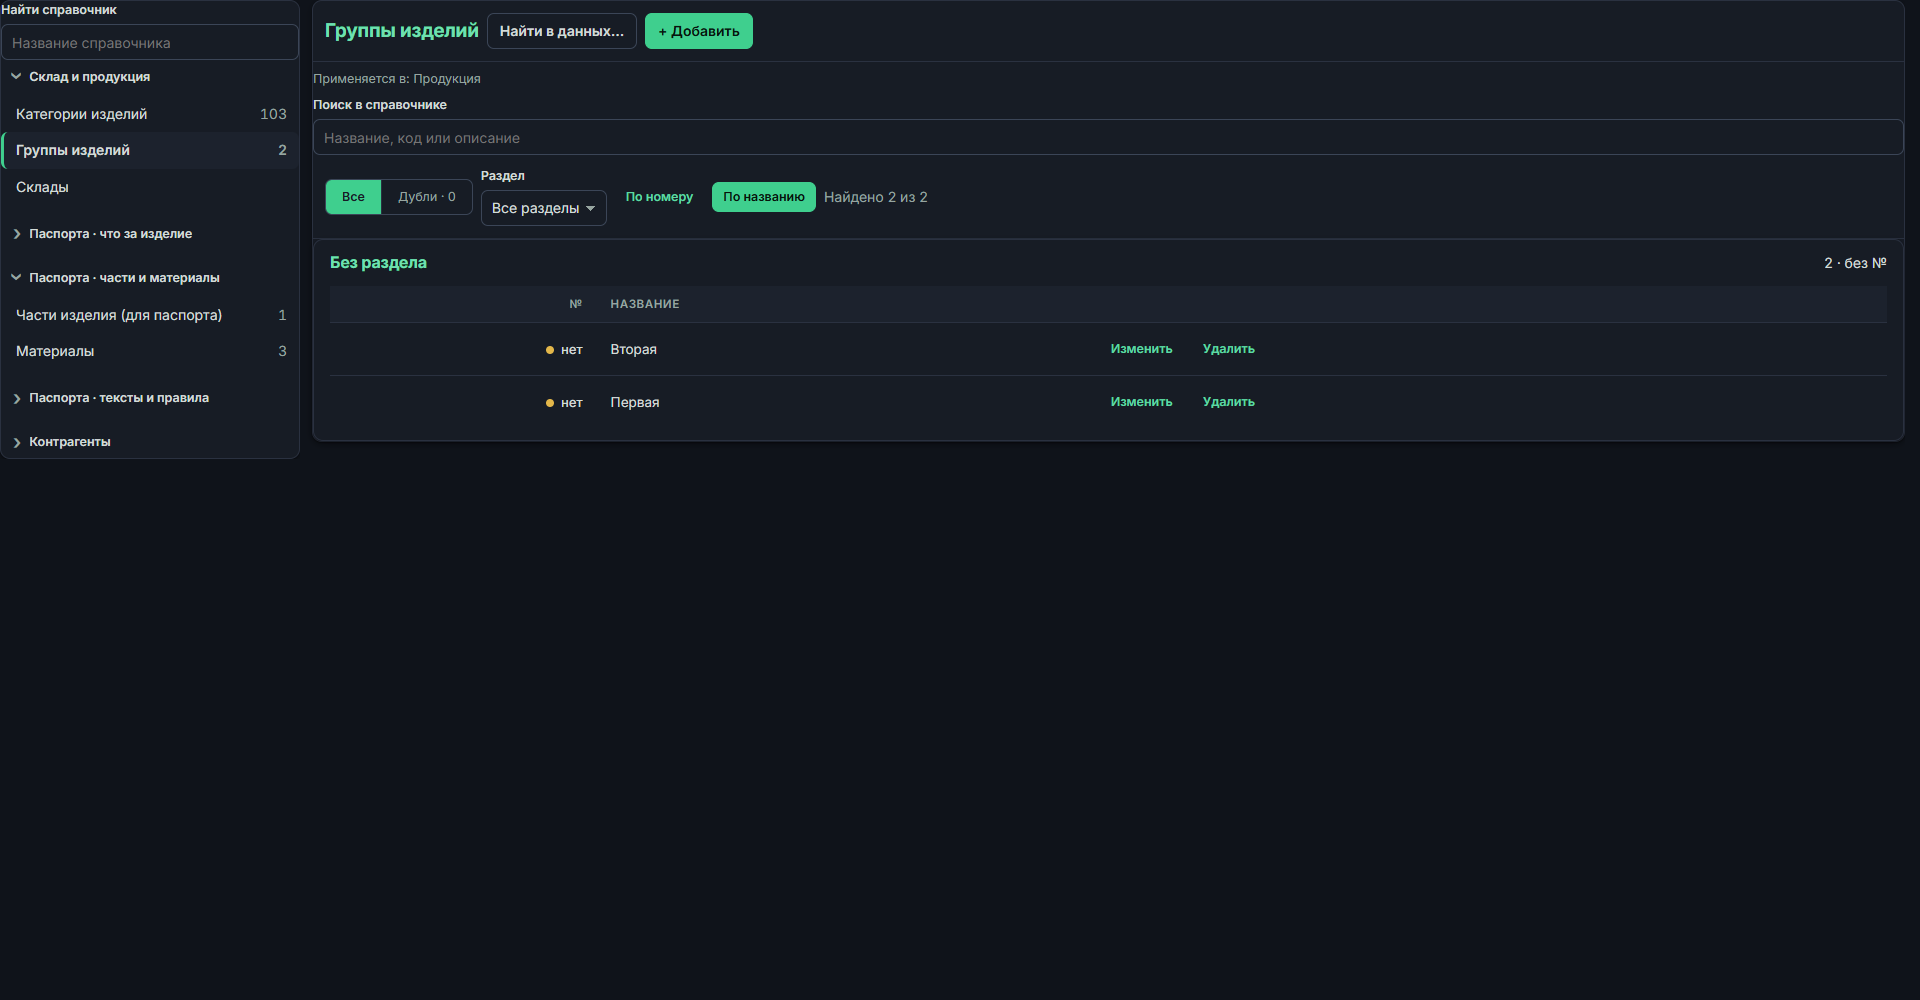 Найти справочник
Название справочника
Склад и продукция
Категории изделий 103
Группы изделий 2
Склады
Паспорта · что за изделие
Паспорта · части и материалы
Части изделия (для паспорта) 1
Материалы 3
Паспорта · тексты и правила
Контрагенты
Группы изделий Найти в данных... + Добавить
Применяется в: Продукция
Поиск в справочнике
Название, код или описание
Раздел
Все Дубли · 0 Все разделы По номеру По названию Найдено 2 из 2
Без раздела 2 · без №
№ НАЗВАНИЕ
нет Вторая Изменить Удалить
нет Первая Изменить Удалить